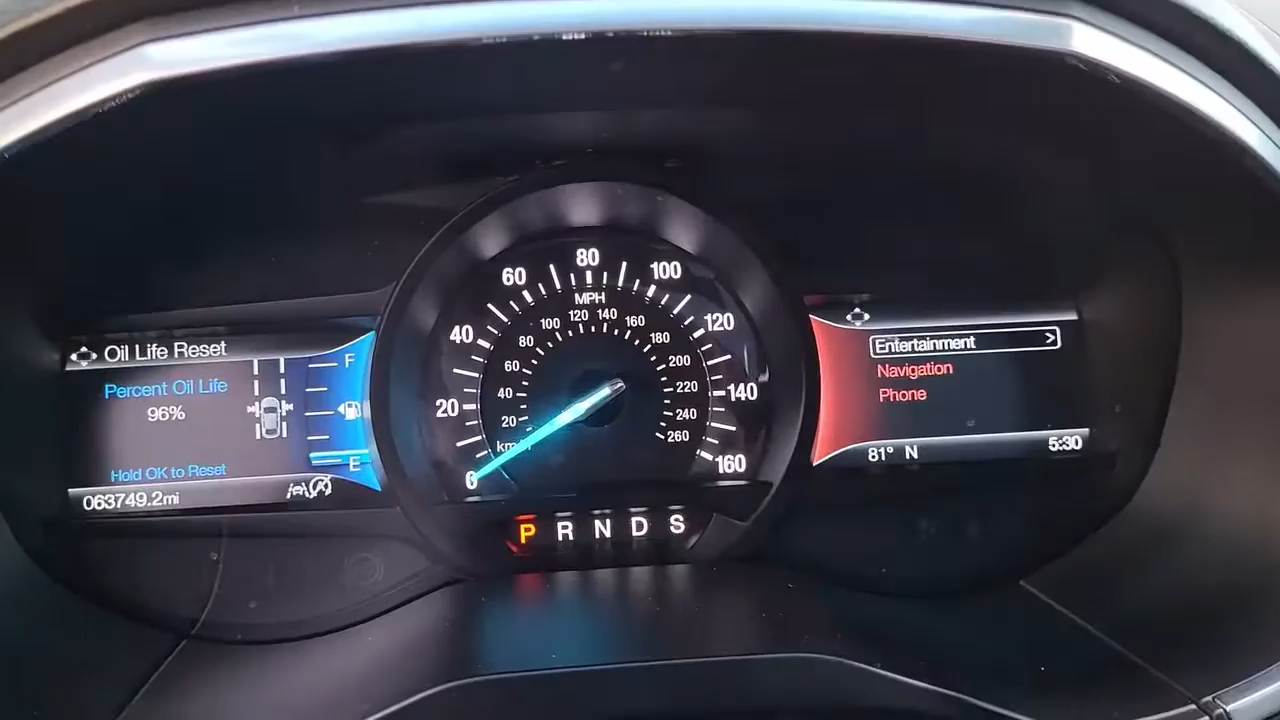 Oil Life Reset
Percent Oil Life
96%
Hold OK to Reset
063749.2mi
F
E
0
20
40
60
80
100
120
140
160
MPH
20
40
60
80
100
120
140
160
180
200
220
240
260
P R N D S
Entertainment >
Navigation
Phone
81° N
5:30